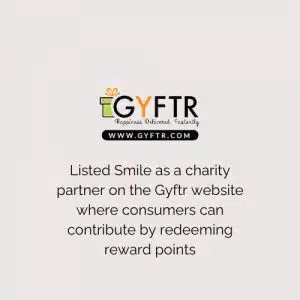 GYFTR
Happiness Delivered. Instantly
WWW.GYFTR.COM
Listed Smile as a charity
partner on the Gyftr website
where consumers can
contribute by redeeming
reward points